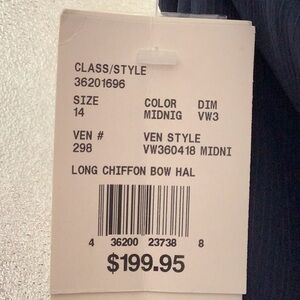 CLASS/STYLE
36201696
SIZE COLOR DIM
14 MIDNIG VW3
VEN # VEN STYLE
298 VW360418 MIDNI
LONG CHIFFON BOW HAL
4 36200 23738 8
$199.95